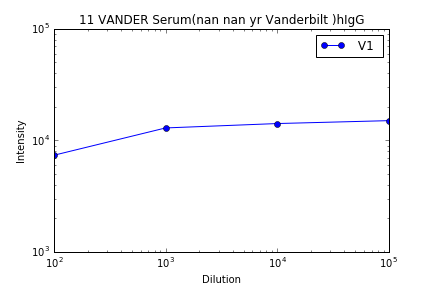 11 VANDER Serum(nan nan yr Vanderbilt )hIgG
V1
Intensity
10^5
10^4
10^3
10^2 10^3 10^4 10^5
Dilution